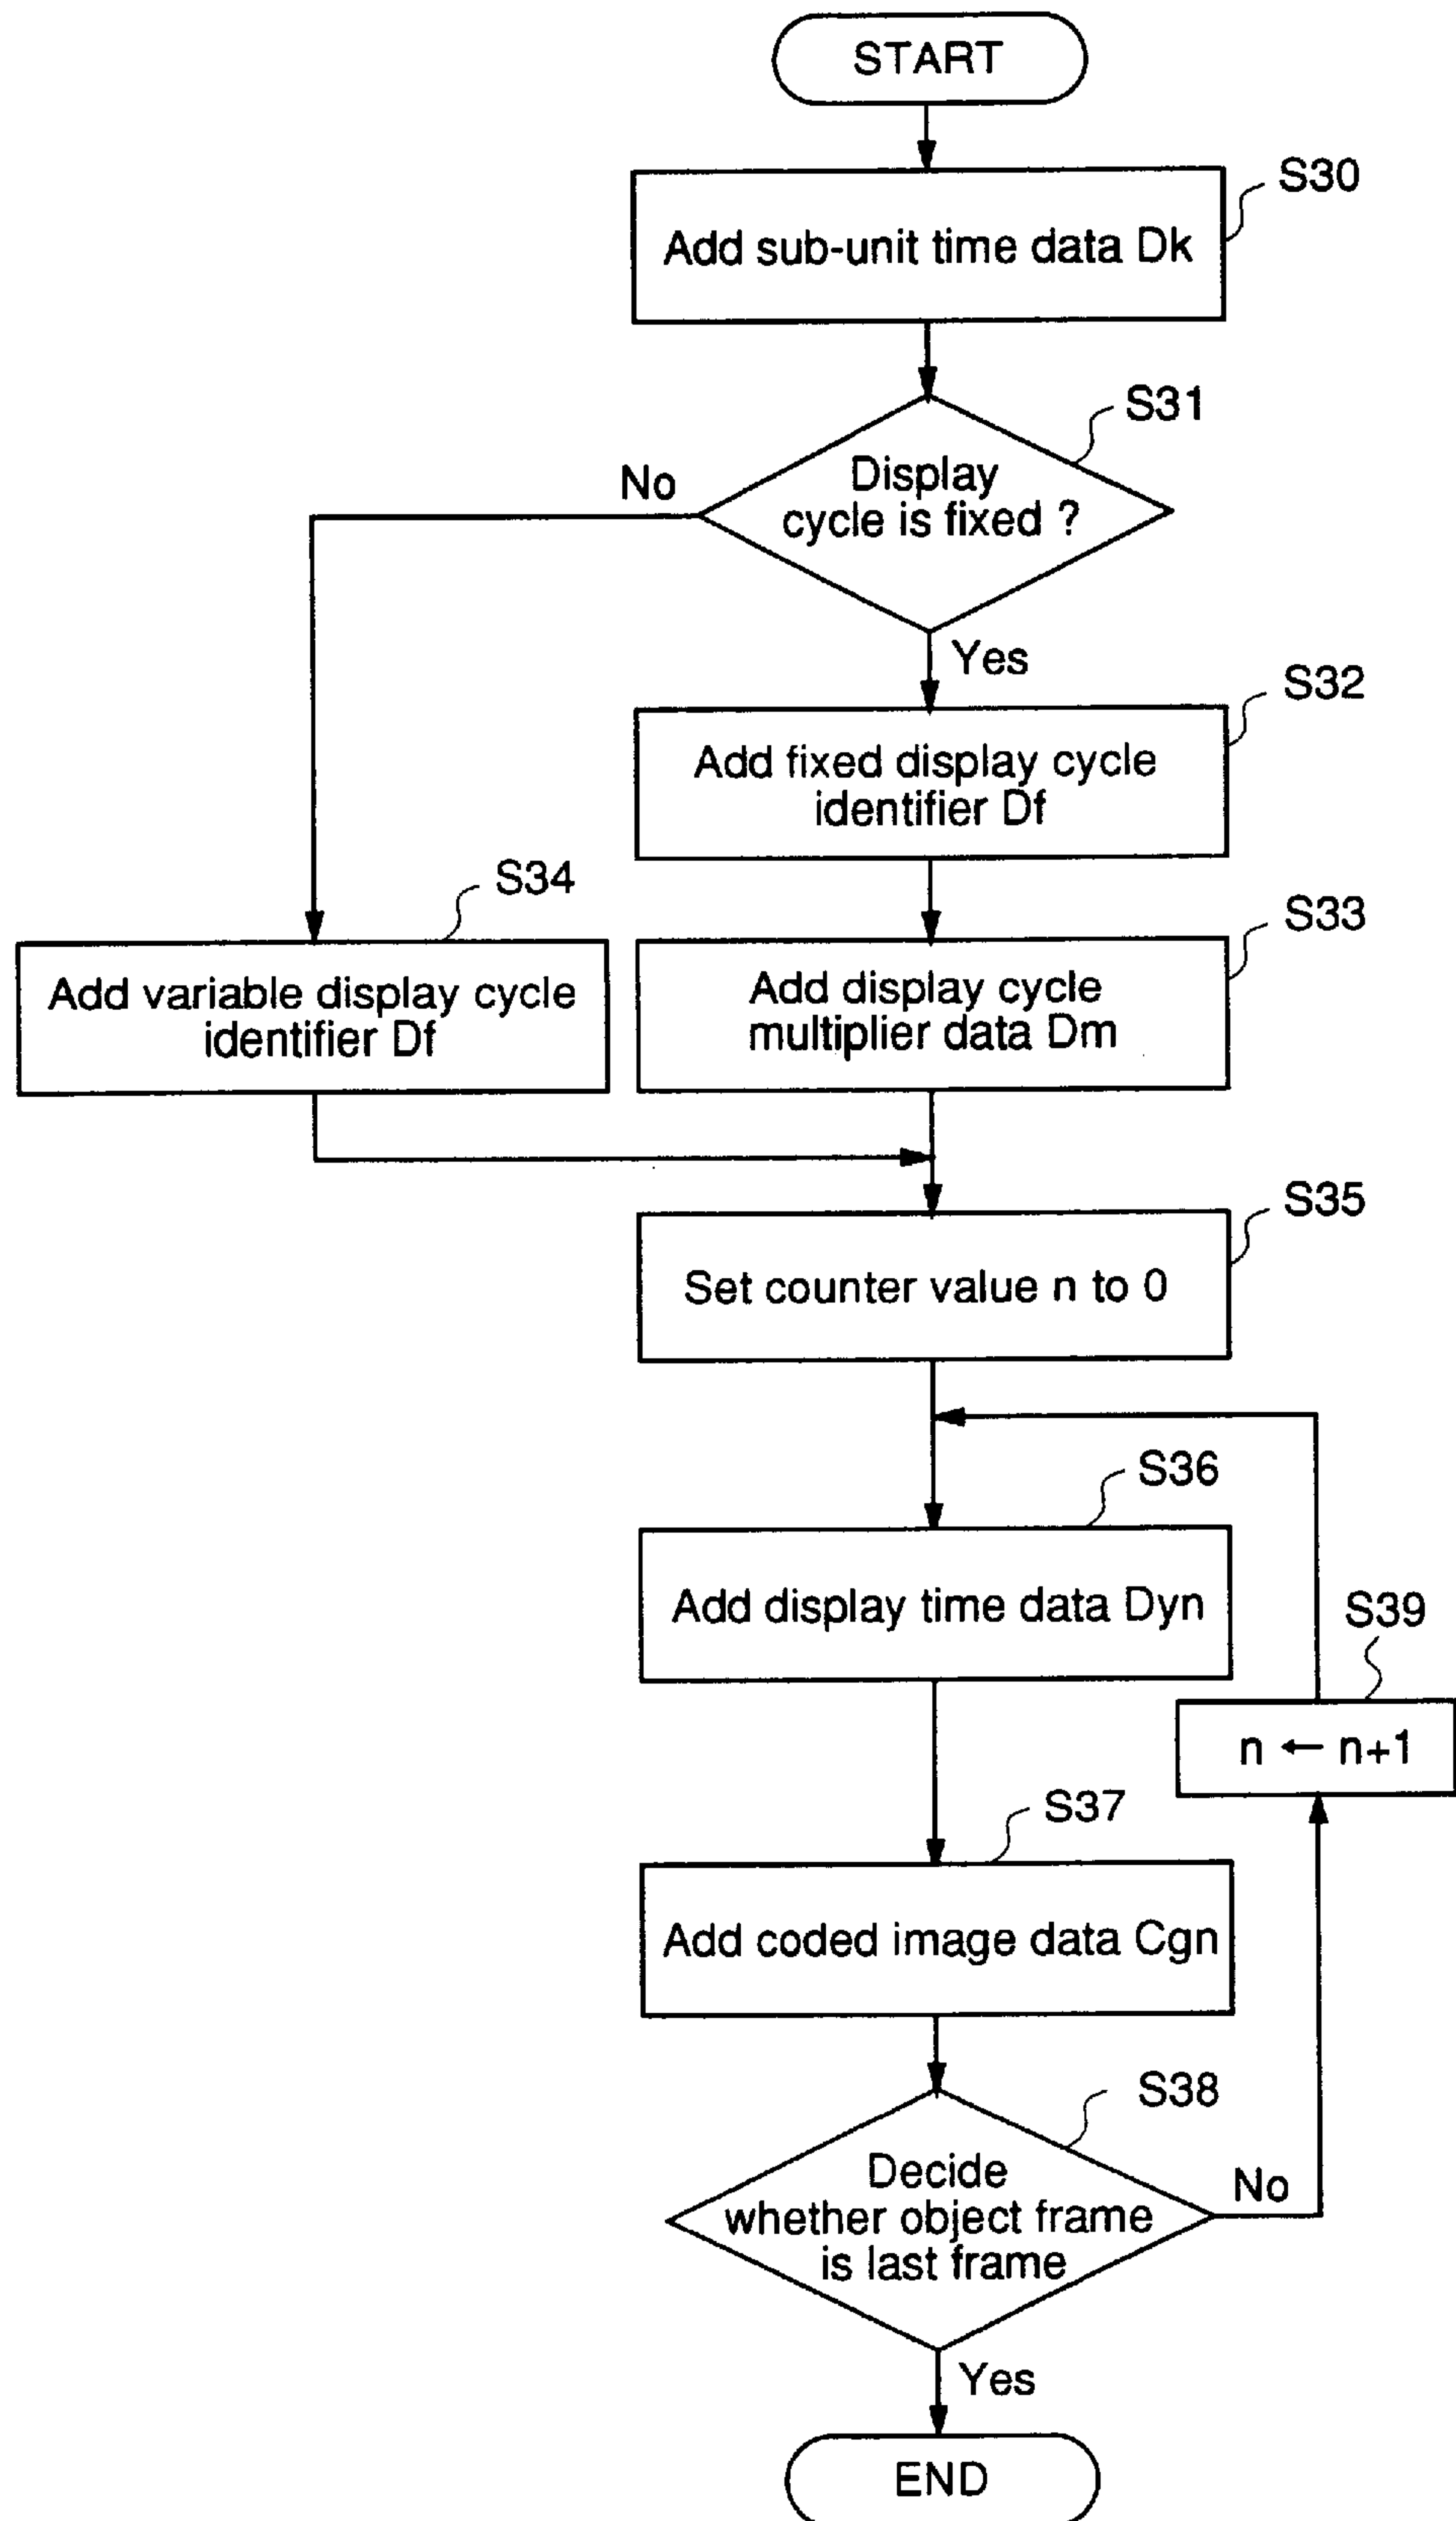 START
S30
Add sub-unit time data Dk
S31
Display
cycle is fixed ?
No
Yes
S32
Add fixed display cycle
identifier Df
S34
Add variable display cycle
identifier Df
S33
Add display cycle
multiplier data Dm
S35
Set counter value n to 0
S36
Add display time data Dyn
S39
n ← n+1
S37
Add coded image data Cgn
S38
Decide
whether object frame
is last frame
No
Yes
END